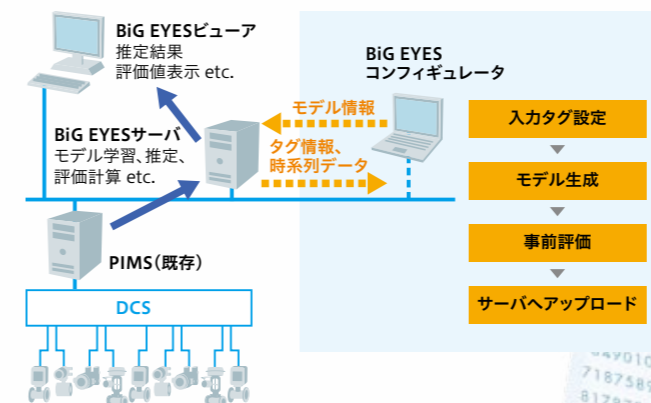 BiG EYESビューア
推定結果
評価値表示 etc.
BiG EYESサーバ
モデル学習、推定、
評価計算 etc.
PIMS（既存）
DCS
BiG EYES
コンフィギュレータ
モデル情報
タグ情報、
時系列データ
入力タグ設定
モデル生成
事前評価
サーバへアップロード
7187589